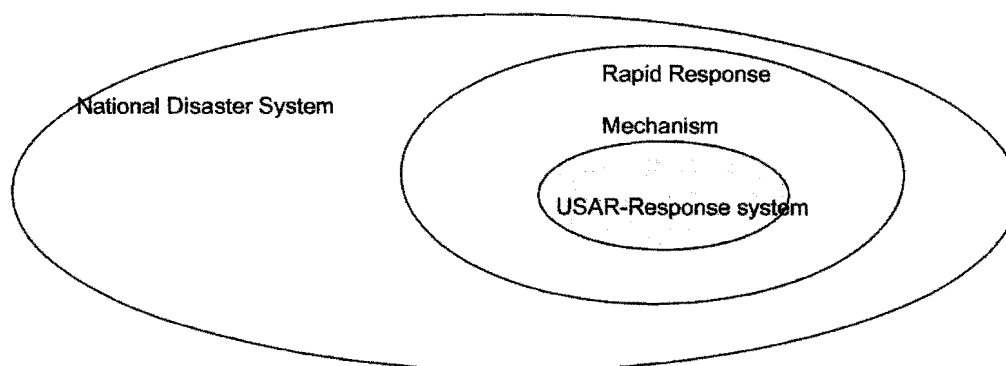 Rapid Response
National Disaster System
Mechanism
USAR-Response system